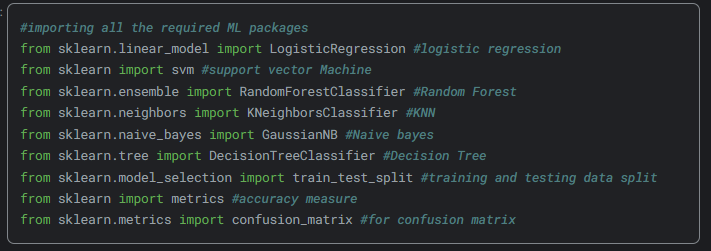 #importing all the required ML packages
from sklearn.linear_model import LogisticRegression #logistic regression
from sklearn import svm #support vector Machine
from sklearn.ensemble import RandomForestClassifier #Random Forest
from sklearn.neighbors import KNeighborsClassifier #KNN
from sklearn.naive_bayes import GaussianNB #Naive bayes
from sklearn.tree import DecisionTreeClassifier #Decision Tree
from sklearn.model_selection import train_test_split #training and testing data split
from sklearn import metrics #accuracy measure
from sklearn.metrics import confusion_matrix #for confusion matrix